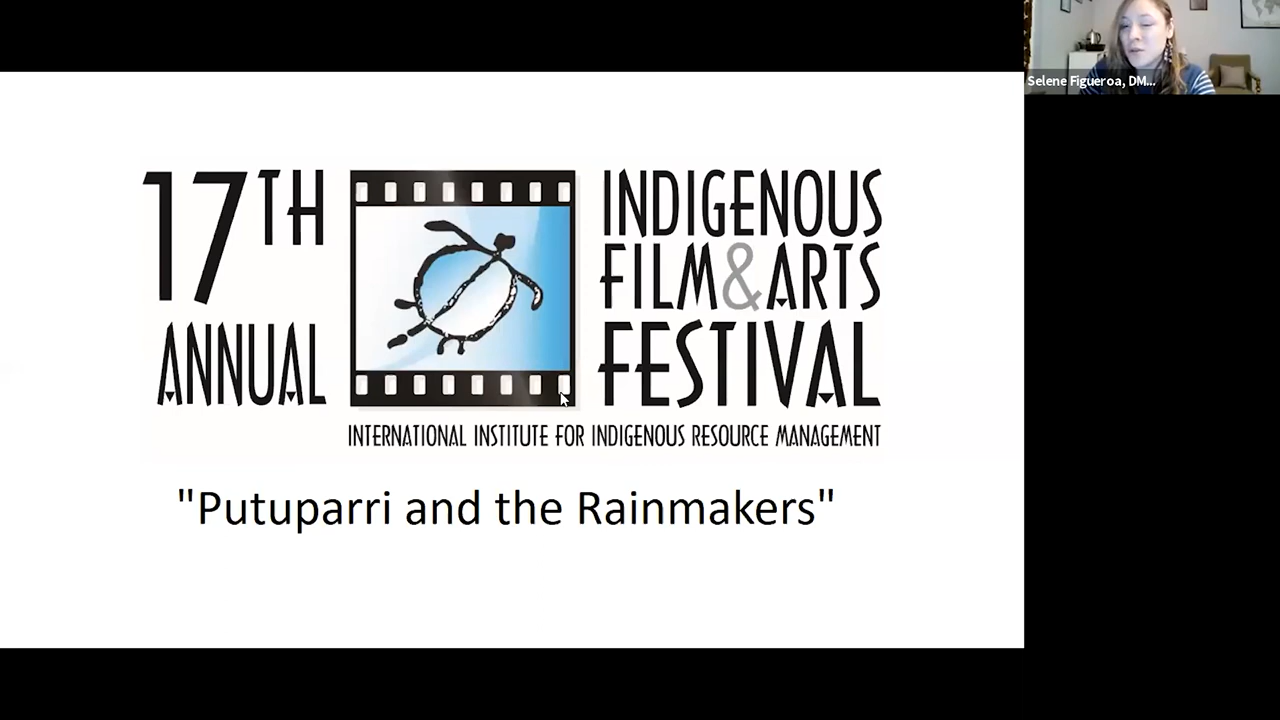 Selene Figueroa, DM...
17TH
ANNUAL
INDIGENOUS
FILM & ARTS
FESTIVAL
INTERNATIONAL INSTITUTE FOR INDIGENOUS RESOURCE MANAGEMENT
"Putuparri and the Rainmakers"